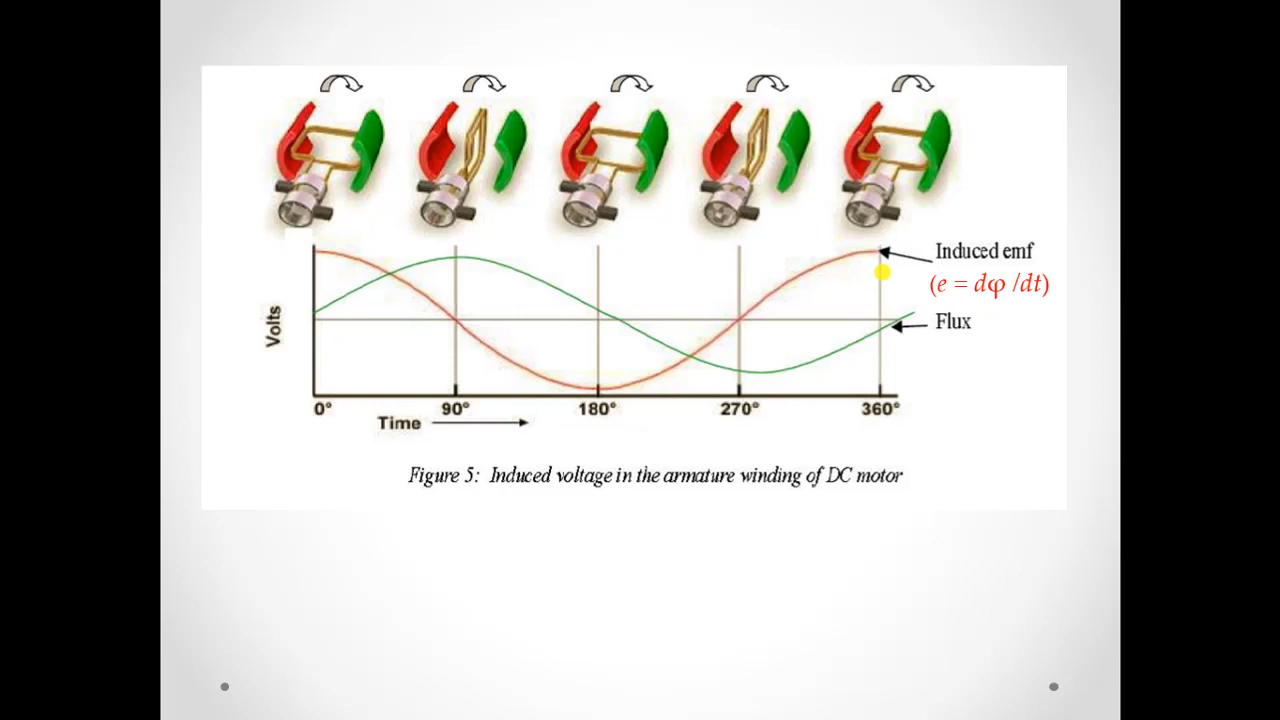 Induced emf
(e = dφ /dt)
Flux
Volts
0° 90° 180° 270° 360°
Time
Figure 5: Induced voltage in the armature winding of DC motor